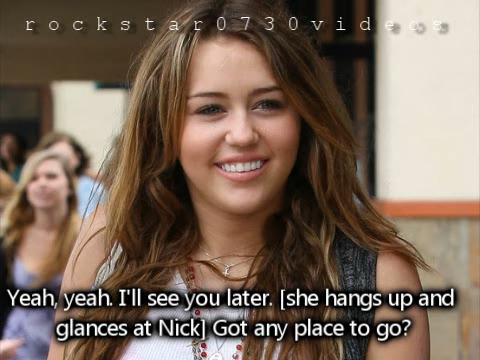 rockstar0730videos
Yeah, yeah. I'll see you later. [she hangs up and
glances at Nick] Got any place to go?